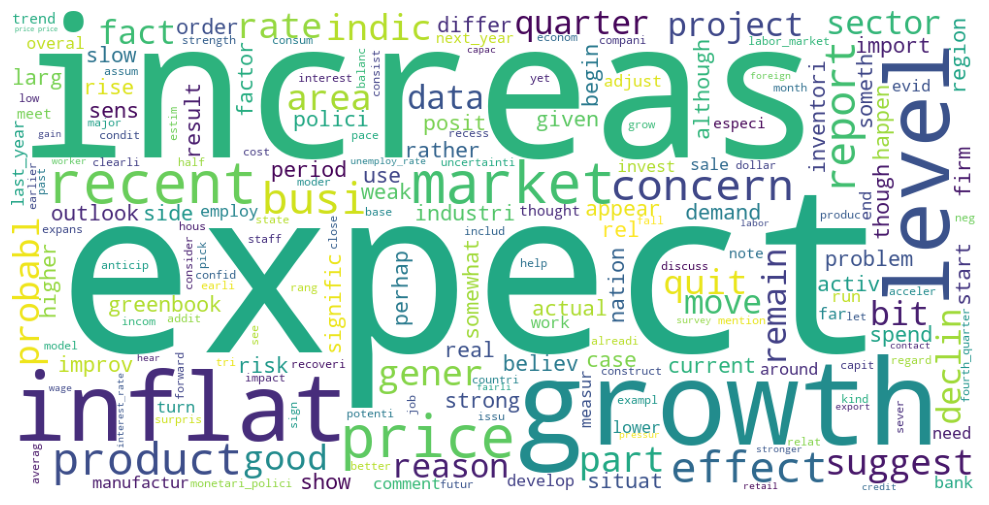 trend
price price
strength
consum
econom
compani
fact
order
rate
indic
differ
next_year
quarter
project
sector
labor_market
import
region
overal
slow
assum
larg
rise
sens
factor
result
increas
interest
area
polici
balanc
consist
capac
yet
data
posit
given
begin
adjust
although
foreign
month
report
evid
someth
inventori
happen
level
low
meet
major
gain
condit
estim
pace
recess
rather
grow
especi
last_year
earlier
past
worker
clearli
half
cost
period
unemploy_rate
moder
uncertainti
use
weak
invest
sale
dollar
recent
market
concern
though
firm
expans
outlook
side
employ
busi
state
base
industri
thought
appear
rel
fall
demand
product
labor
end
neg
hous
staff
close
includ
consider
pick
confid
earli
anticip
rang
signific
perhap
somewhat
help
nation
discuss
note
problem
start
expect
quit
remain
activ
acceler
probabl
higher
greenbook
incom
addit
actual
work
move
survey
mention
far
let
run
bit
spend
fourth_quarter
model
hear
see
tri
real
alreadi
contact
improv
forward
risk
recoveri
countri
fairli
believ
case
construct
current
around
regard
capit
declin
inflat
wage
interest_rate
turn
surpris
impact
sign
gener
job
potenti
strong
issu
growth
measur
exampl
lower
pressur
relat
kind
export
sever
need
averag
product
good
price
better
reason
part
effect
stronger
suggest
manufactur
monetari_polici
show
comment
futur
develop
situat
retail
credit
bank